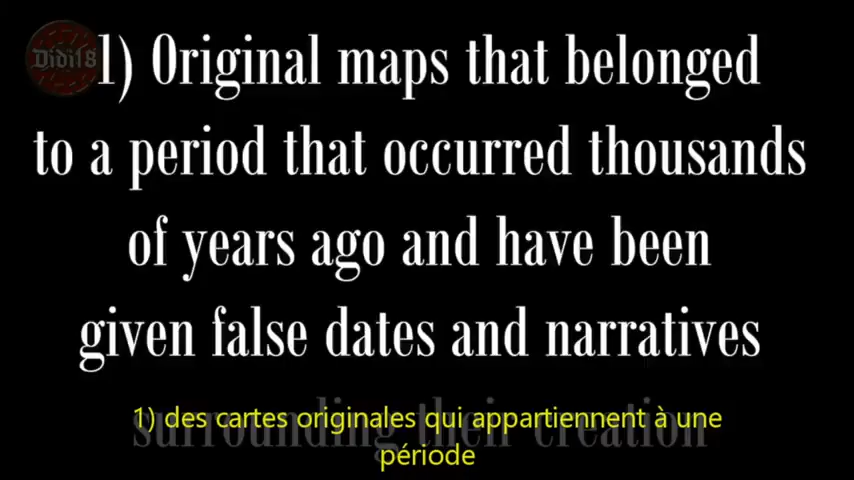 Didi18
1) Original maps that belonged
to a period that occurred thousands
of years ago and have been
given false dates and narratives
surrounding their creation
1) des cartes originales qui appartiennent à une
période